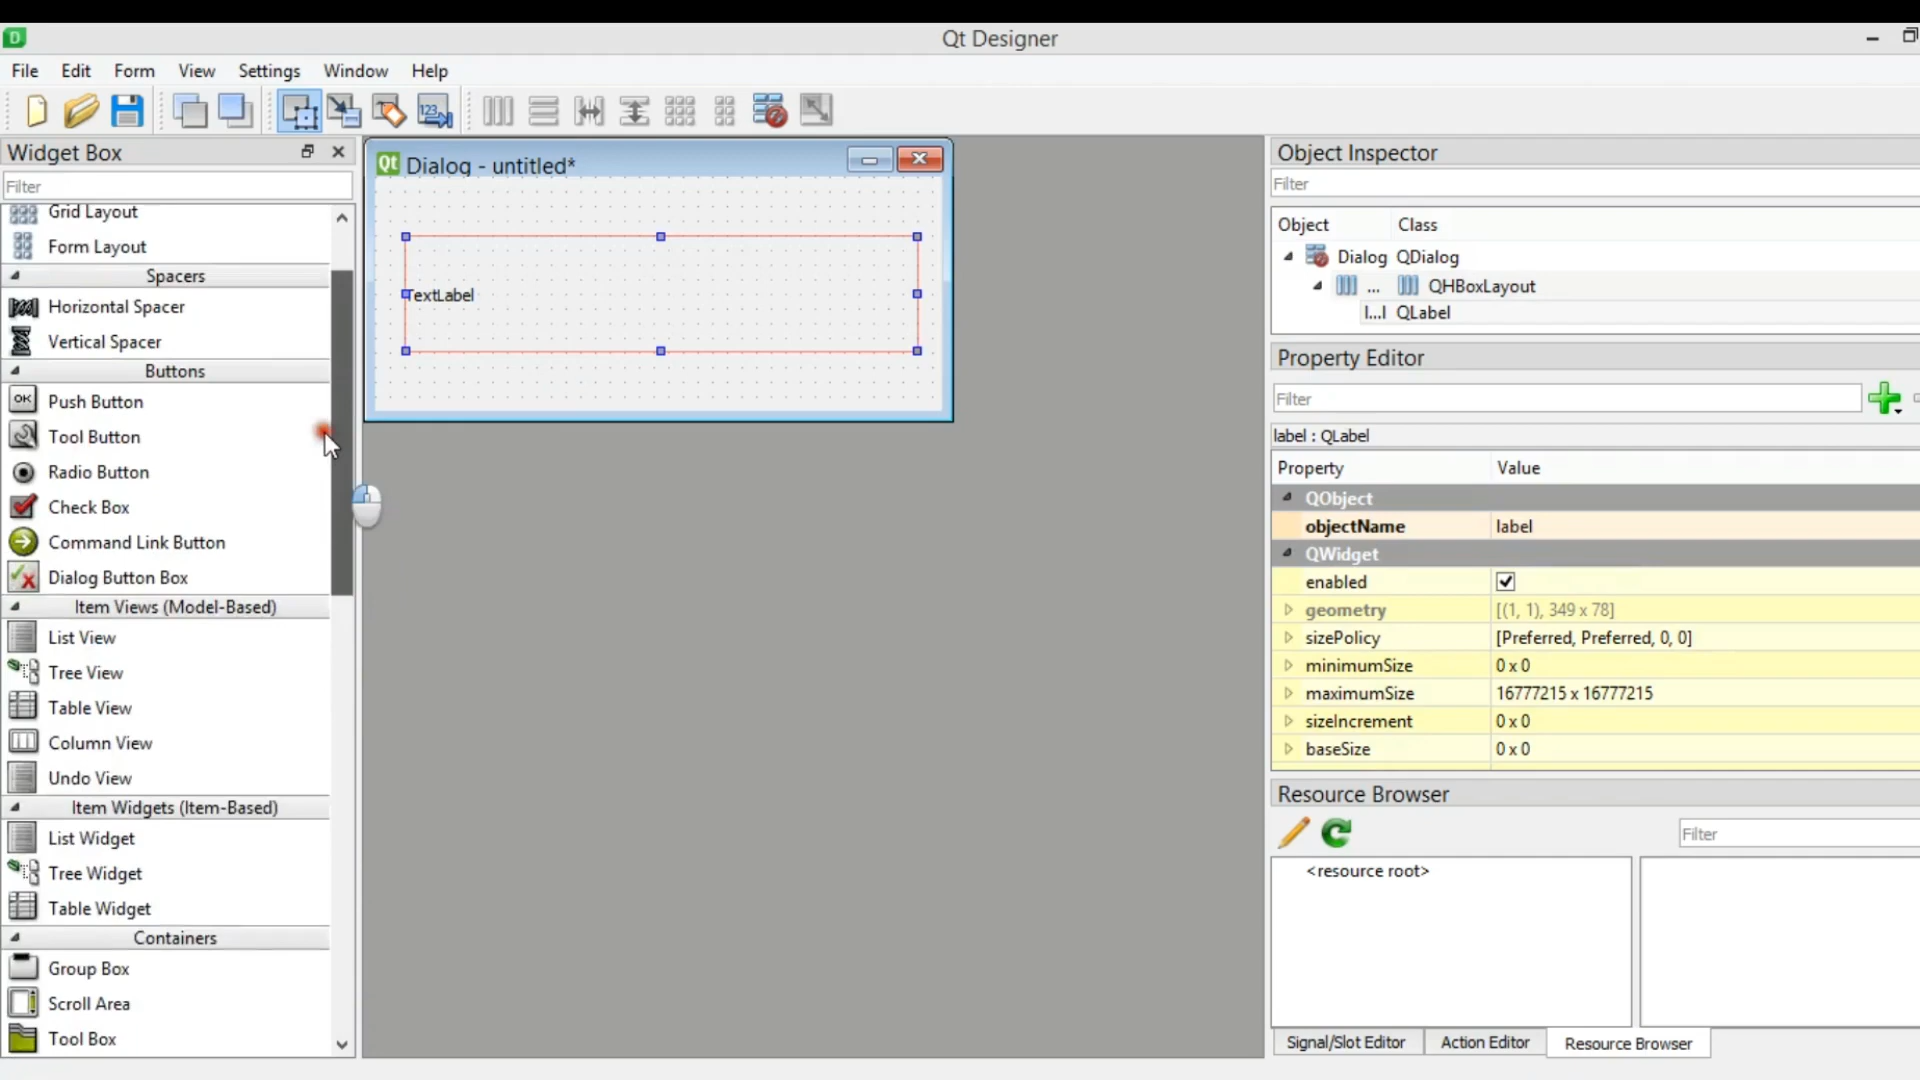 D
Qt Designer
File Edit Form View Settings Window Help
123
Widget Box
Filter
Grid Layout
Form Layout
Spacers
Horizontal Spacer
Vertical Spacer
Buttons
OK Push Button
Tool Button
Radio Button
Check Box
Command Link Button
Dialog Button Box
Item Views (Model-Based)
List View
Tree View
Table View
Column View
Undo View
Item Widgets (Item-Based)
List Widget
Tree Widget
Table Widget
Containers
Group Box
Scroll Area
Tool Box
Qt Dialog - untitled*
TextLabel
Object Inspector
Filter
Object Class
Dialog QDialog
... QHBoxLayout
l...l QLabel
Property Editor
Filter
label : QLabel
Property Value
QObject
objectName label
QWidget
enabled
geometry [(1, 1), 349 x 78]
sizePolicy [Preferred, Preferred, 0, 0]
minimumSize 0 x 0
maximumSize 16777215 x 16777215
sizeIncrement 0 x 0
baseSize 0 x 0
Resource Browser
Filter
<resource root>
Signal/Slot Editor Action Editor Resource Browser